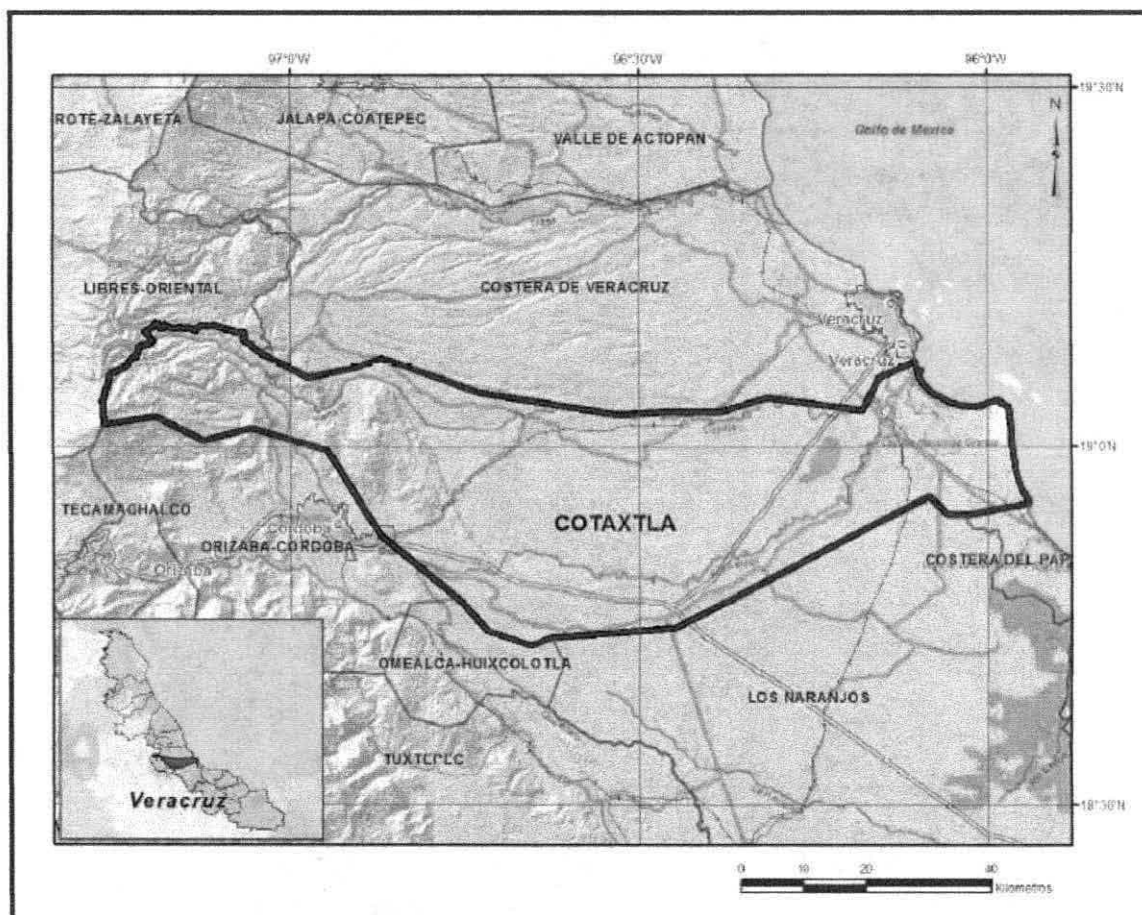 97°0'W 96°30'W 96°0'W
19°30'N
N
ROTE-ZALAYETA
JALAPA-COATEPEC
VALLE DE ACTOPAN
Golfo de Mexico
LIBRES-ORIENTAL
COSTERA DE VERACRUZ
Veracruz
Veracruz
19°0'N
TECAMACHALCO
Córdoba
ORIZABA-CORDOBA
Orizaba
COTAXTLA
COSTERA DEL PAP
OMEALCA-HUIXCOLOTLA
LOS NARANJOS
TUXTEPEC
Veracruz
18°30'N
0 10 20 40
Kilometros